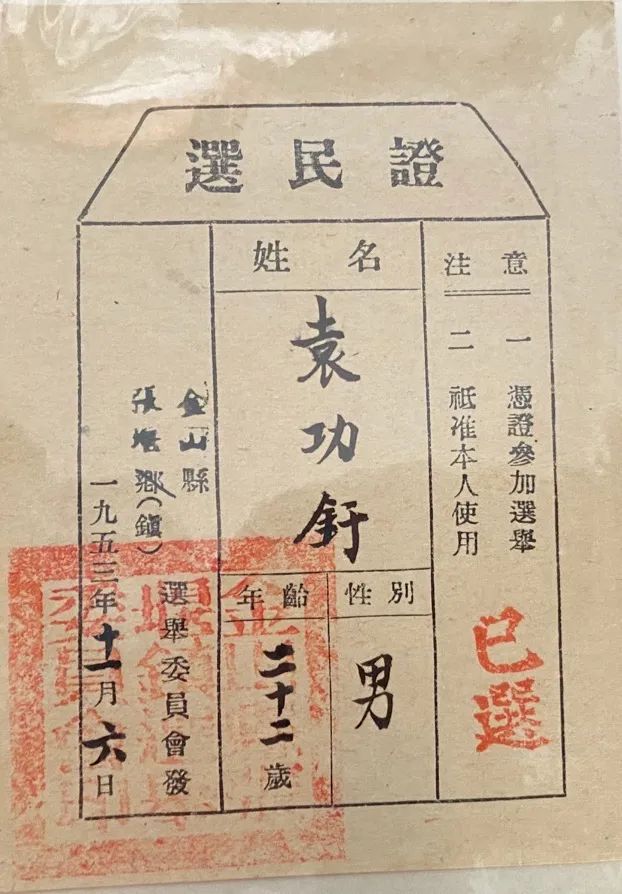 選民證
注意
一 憑證參加選舉
二 祇准本人使用
已選
姓名
袁功釪
性別
男
年齡
二十二歲
金山縣
張堰鄉(鎮)
選舉委員會發
一九五三年十一月六日